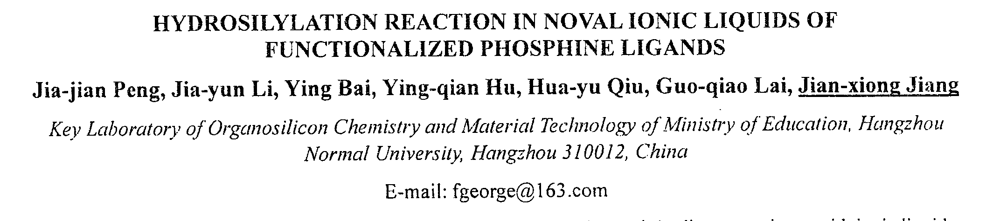 HYDROSILYLATION REACTION IN NOVAL IONIC LIQUIDS OF
FUNCTIONALIZED PHOSPHINE LIGANDS
Jia-jian Peng, Jia-yun Li, Ying Bai, Ying-qian Hu, Hua-yu Qiu, Guo-qiao Lai, Jian-xiong Jiang
Key Laboratory of Organosilicon Chemistry and Material Technology of Ministry of Education, Hangzhou
Normal University, Hangzhou 310012, China
E-mail: fgeorge@163.com